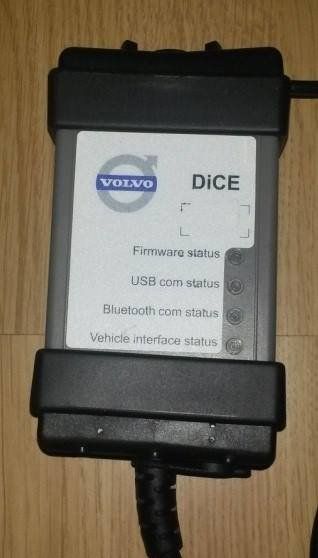 VOLVO
DiCE
Firmware status
USB com status
Bluetooth com status
Vehicle interface status